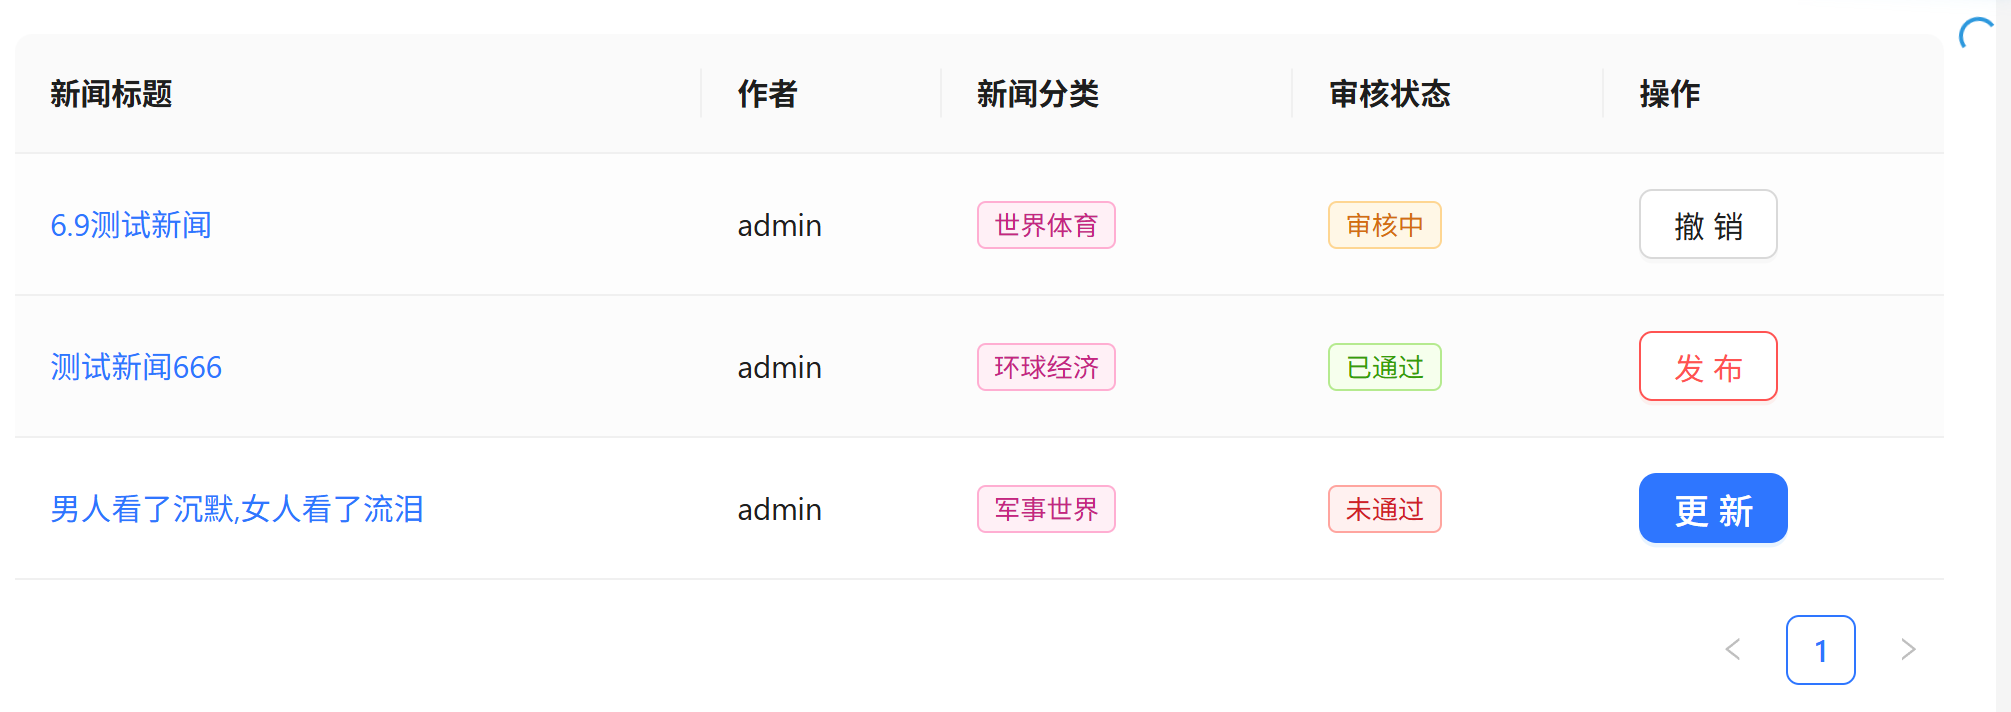 新闻标题 作者 新闻分类 审核状态 操作
6.9测试新闻 admin 世界体育 审核中 撤 销
测试新闻666 admin 环球经济 已通过 发 布
男人看了沉默,女人看了流泪 admin 军事世界 未通过 更 新
1